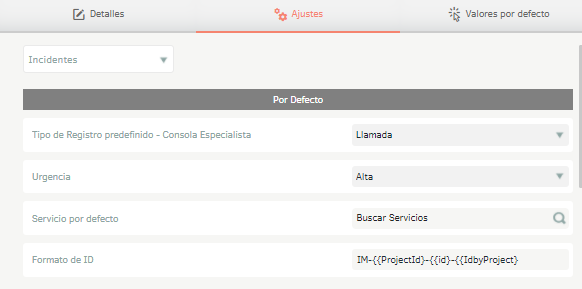 Detalles
Ajustes
Valores por defecto
Incidentes
Por Defecto
Tipo de Registro predefinido - Consola Especialista
Llamada
Urgencia
Alta
Servicio por defecto
Buscar Servicios
Formato de ID
IM-{{ProjectId}-{{id}-{{IdbyProject}